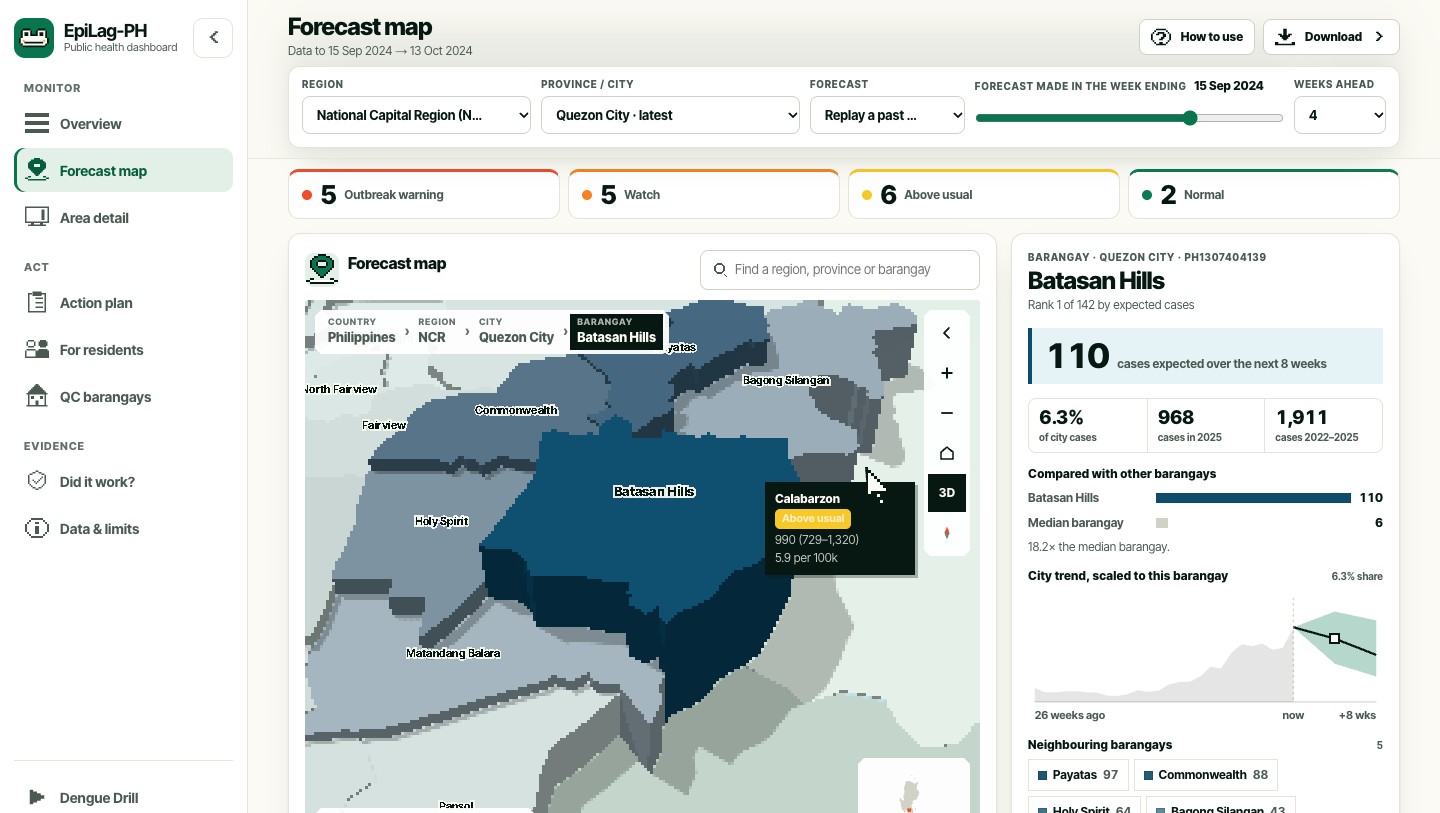 EpiLag-PH
Public health dashboard
MONITOR
Overview
Forecast map
Area detail
ACT
Action plan
For residents
QC barangays
EVIDENCE
Did it work?
Data & limits
Dengue Drill
Forecast map
Data to 15 Sep 2024 → 13 Oct 2024
How to use
Download
REGION
National Capital Region (N...
PROVINCE / CITY
Quezon City · latest
FORECAST
Replay a past ...
FORECAST MADE IN THE WEEK ENDING 15 Sep 2024
WEEKS AHEAD
4
5 Outbreak warning
5 Watch
6 Above usual
2 Normal
Forecast map
Find a region, province or barangay
COUNTRY
Philippines
REGION
NCR
CITY
Quezon City
BARANGAY
Batasan Hills
yatas
Bagong Silangan
North Fairview
Commonwealth
Fairview
Batasan Hills
Holy Spirit
Matandang Balara
Pansol
3D
Calabarzon
Above usual
990 (729–1,320)
5.9 per 100k
BARANGAY · QUEZON CITY · PH1307404139
Batasan Hills
Rank 1 of 142 by expected cases
110 cases expected over the next 8 weeks
6.3%
of city cases
968
cases in 2025
1,911
cases 2022–2025
Compared with other barangays
Batasan Hills 110
Median barangay 6
18.2× the median barangay.
City trend, scaled to this barangay 6.3% share
26 weeks ago now +8 wks
Neighbouring barangays 5
Payatas 97
Commonwealth 88
Holy Spirit 64
Bagong Silangan 43